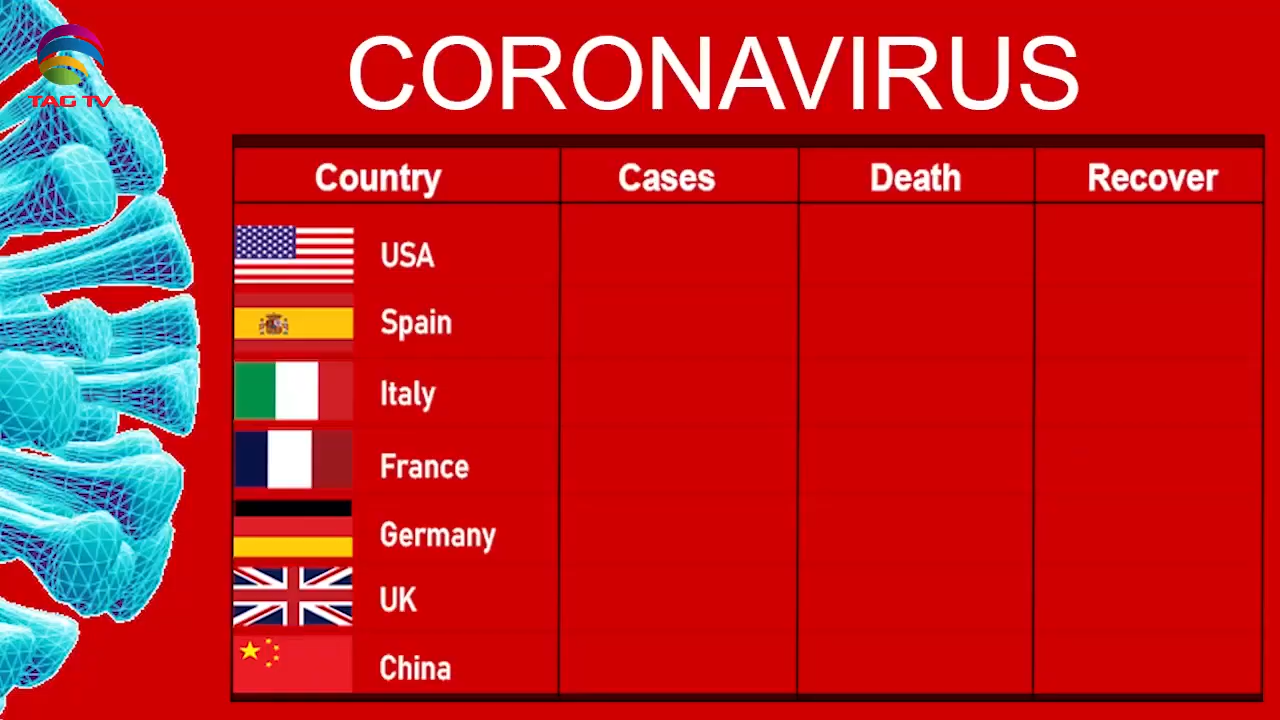 TAG TV
CORONAVIRUS
Country Cases Death Recover
USA
Spain
Italy
France
Germany
UK
China